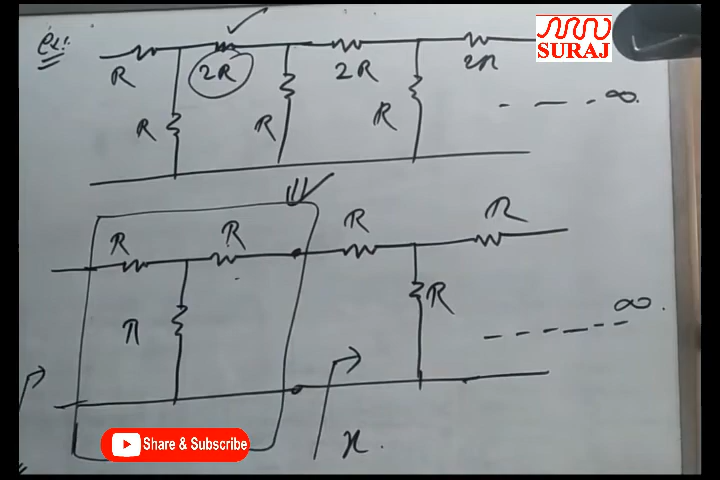 Ex:
SURAJ
R 2R 2R 2R
R R R ∞
R R R R
R R ∞
R
x
Share & Subscribe